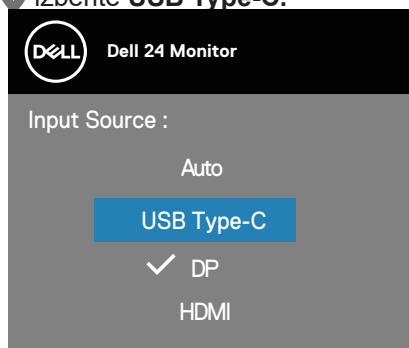 Izberite USB Type-C.
DELL Dell 24 Monitor
Input Source :
Auto
USB Type-C
DP
HDMI